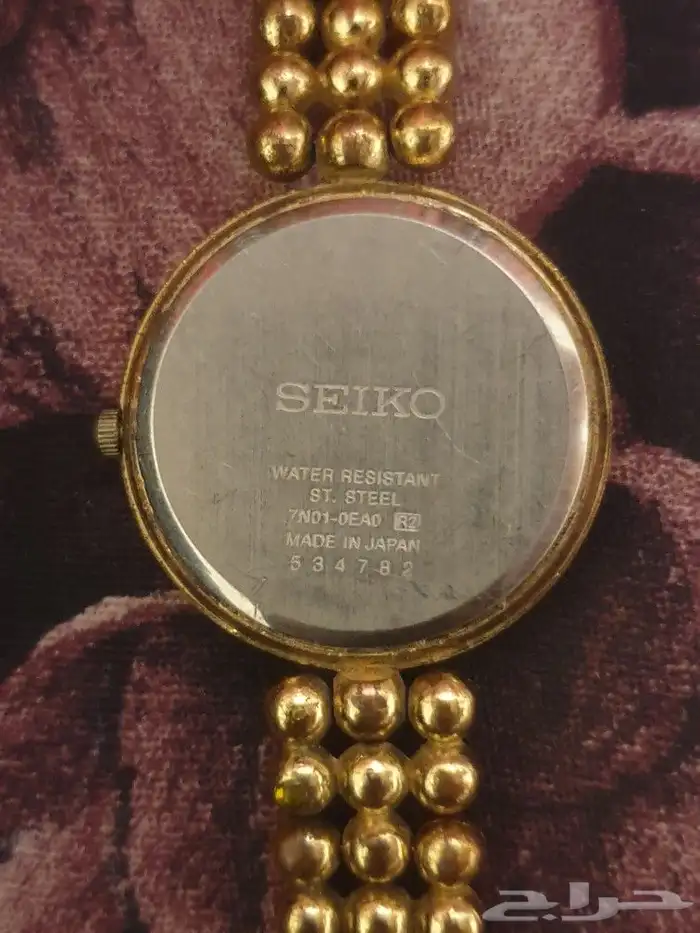 SEIKO
WATER RESISTANT
ST. STEEL
7N01-0EA0 R2
MADE IN JAPAN
534782
حراج